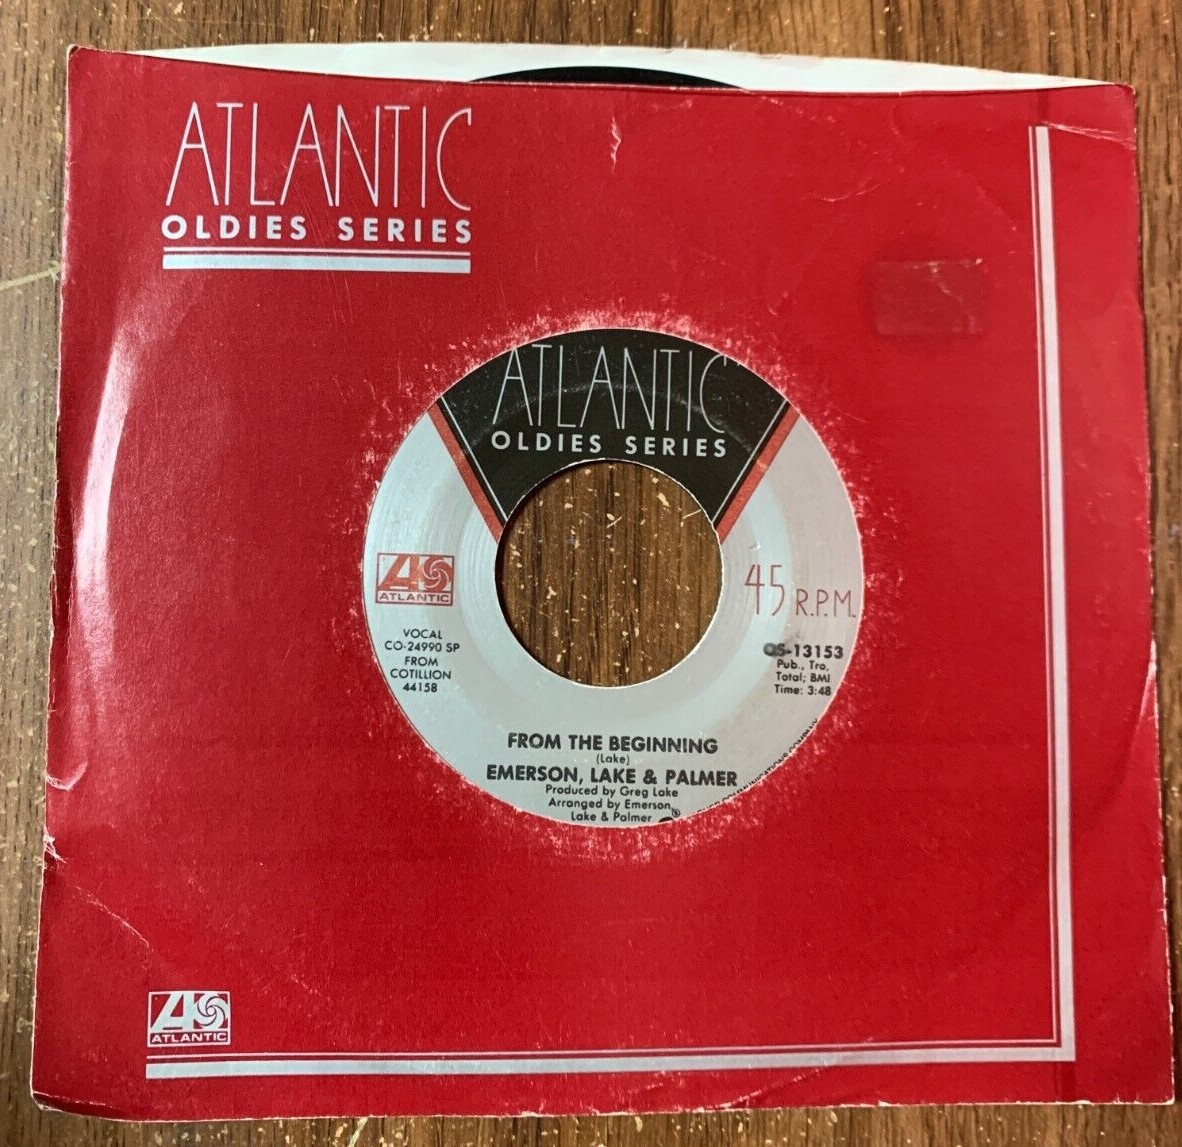 ATLANTIC
OLDIES SERIES
ATLANTIC
OLDIES SERIES
ATLANTIC
VOCAL
CO-24990 SP
FROM
COTILLION
44158
45 R.P.M.
OS-13153
Pub., Tro,
Total; BMI
Time: 3:48
FROM THE BEGINNING
(Lake)
EMERSON, LAKE & PALMER
Produced by Greg Lake
Arranged by Emerson,
Lake & Palmer
COMMUNICATIONS COMPANY
ATLANTIC